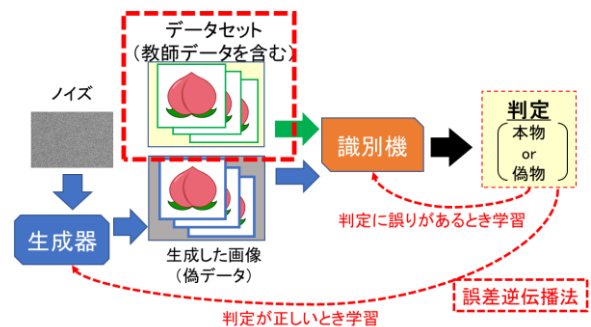 データセット
(教師データを含む)
ノイズ
識別機
判定
本物
or
偽物
生成器
生成した画像
(偽データ)
判定に誤りがあるとき学習
判定が正しいとき学習
誤差逆伝播法